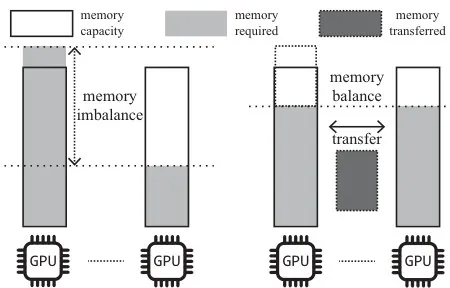 memory
capacity
memory
required
memory
transferred
memory
imbalance
memory
balance
transfer
GPU
GPU
GPU
GPU